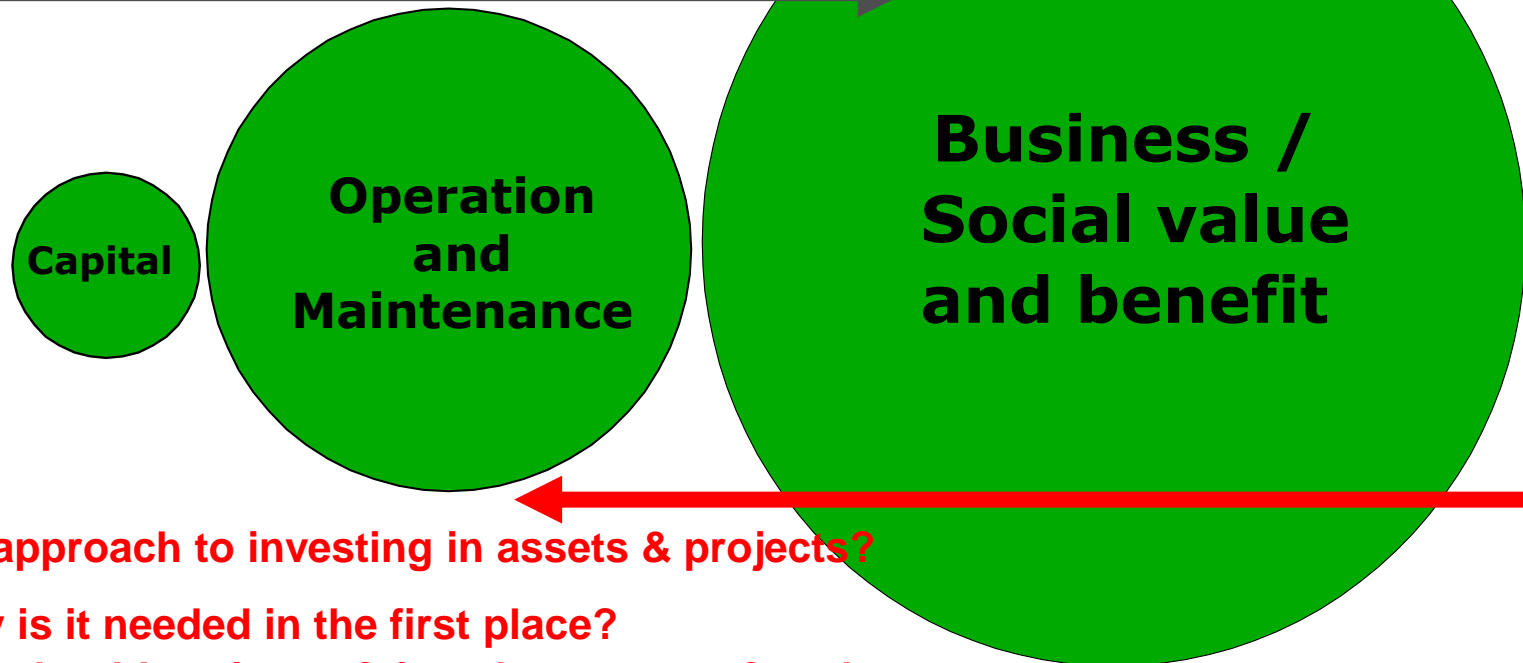 Capital
Operation
and
Maintenance
Business /
Social value
and benefit
approach to investing in assets & projects?
is it needed in the first place?